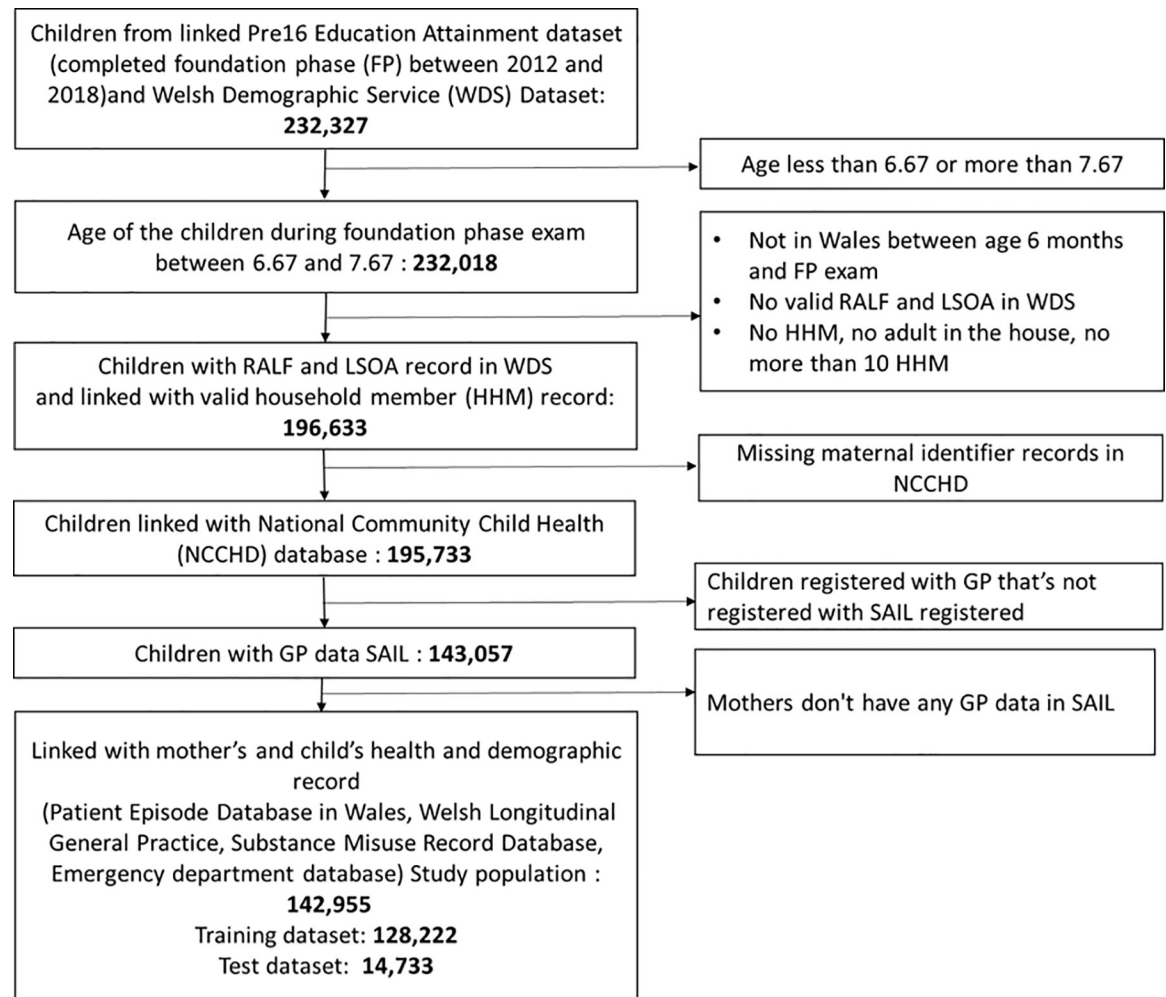 Children from linked Pre16 Education Attainment dataset
(completed foundation phase (FP) between 2012 and
2018)and Welsh Demographic Service (WDS) Dataset:
232,327
Age less than 6.67 or more than 7.67
Age of the children during foundation phase exam
between 6.67 and 7.67 : 232,018
• Not in Wales between age 6 months
and FP exam
• No valid RALF and LSOA in WDS
• No HHM, no adult in the house, no
more than 10 HHM
Children with RALF and LSOA record in WDS
and linked with valid household member (HHM) record:
196,633
Missing maternal identifier records in
NCCHD
Children linked with National Community Child Health
(NCCHD) database : 195,733
Children registered with GP that's not
registered with SAIL registered
Children with GP data SAIL : 143,057
Mothers don't have any GP data in SAIL
Linked with mother's and child's health and demographic
record
(Patient Episode Database in Wales, Welsh Longitudinal
General Practice, Substance Misuse Record Database,
Emergency department database) Study population :
142,955
Training dataset: 128,222
Test dataset: 14,733